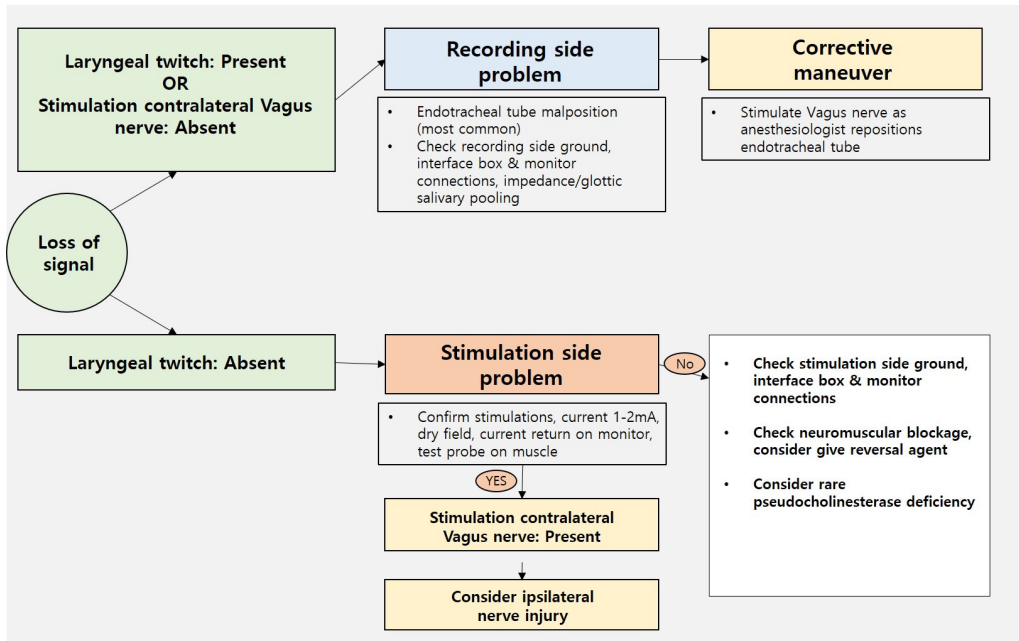 Laryngeal twitch: Present
OR
Stimulation contralateral Vagus
nerve: Absent
Recording side
problem
• Endotracheal tube malposition
(most common)
• Check recording side ground,
interface box & monitor
connections, impedance/glottic
salivary pooling
Corrective
maneuver
• Stimulate Vagus nerve as
anesthesiologist repositions
endotracheal tube
Loss of
signal
Laryngeal twitch: Absent
Stimulation side
problem
• Confirm stimulations, current 1-2mA,
dry field, current return on monitor,
test probe on muscle
No
• Check stimulation side ground,
interface box & monitor
connections
• Check neuromuscular blockage,
consider give reversal agent
• Consider rare
pseudocholinesterase deficiency
YES
Stimulation contralateral
Vagus nerve: Present
Consider ipsilateral
nerve injury